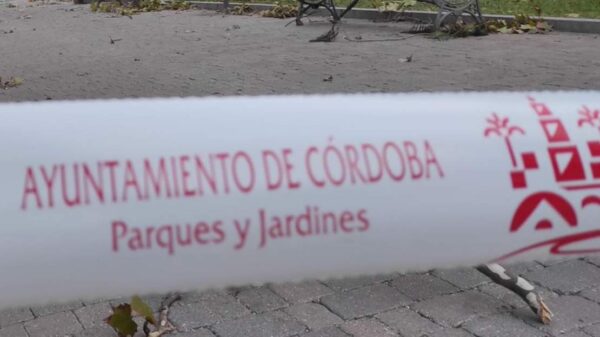 AYUNTAMIENTO DE CÓRDOBA
Parques y Jardines